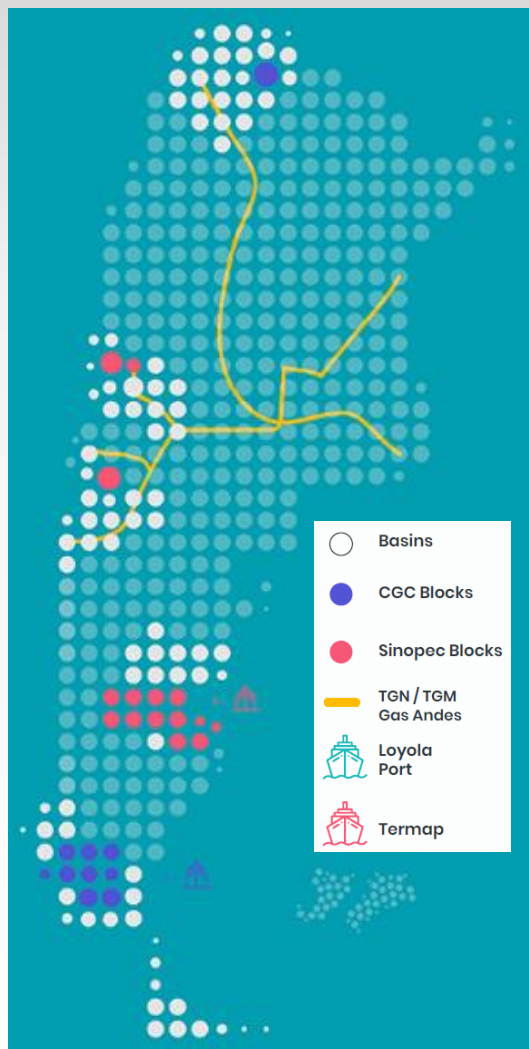 Basins
CGC Blocks
Sinopec Blocks
TGN / TGM
Gas Andes
Loyola
Port
Termap